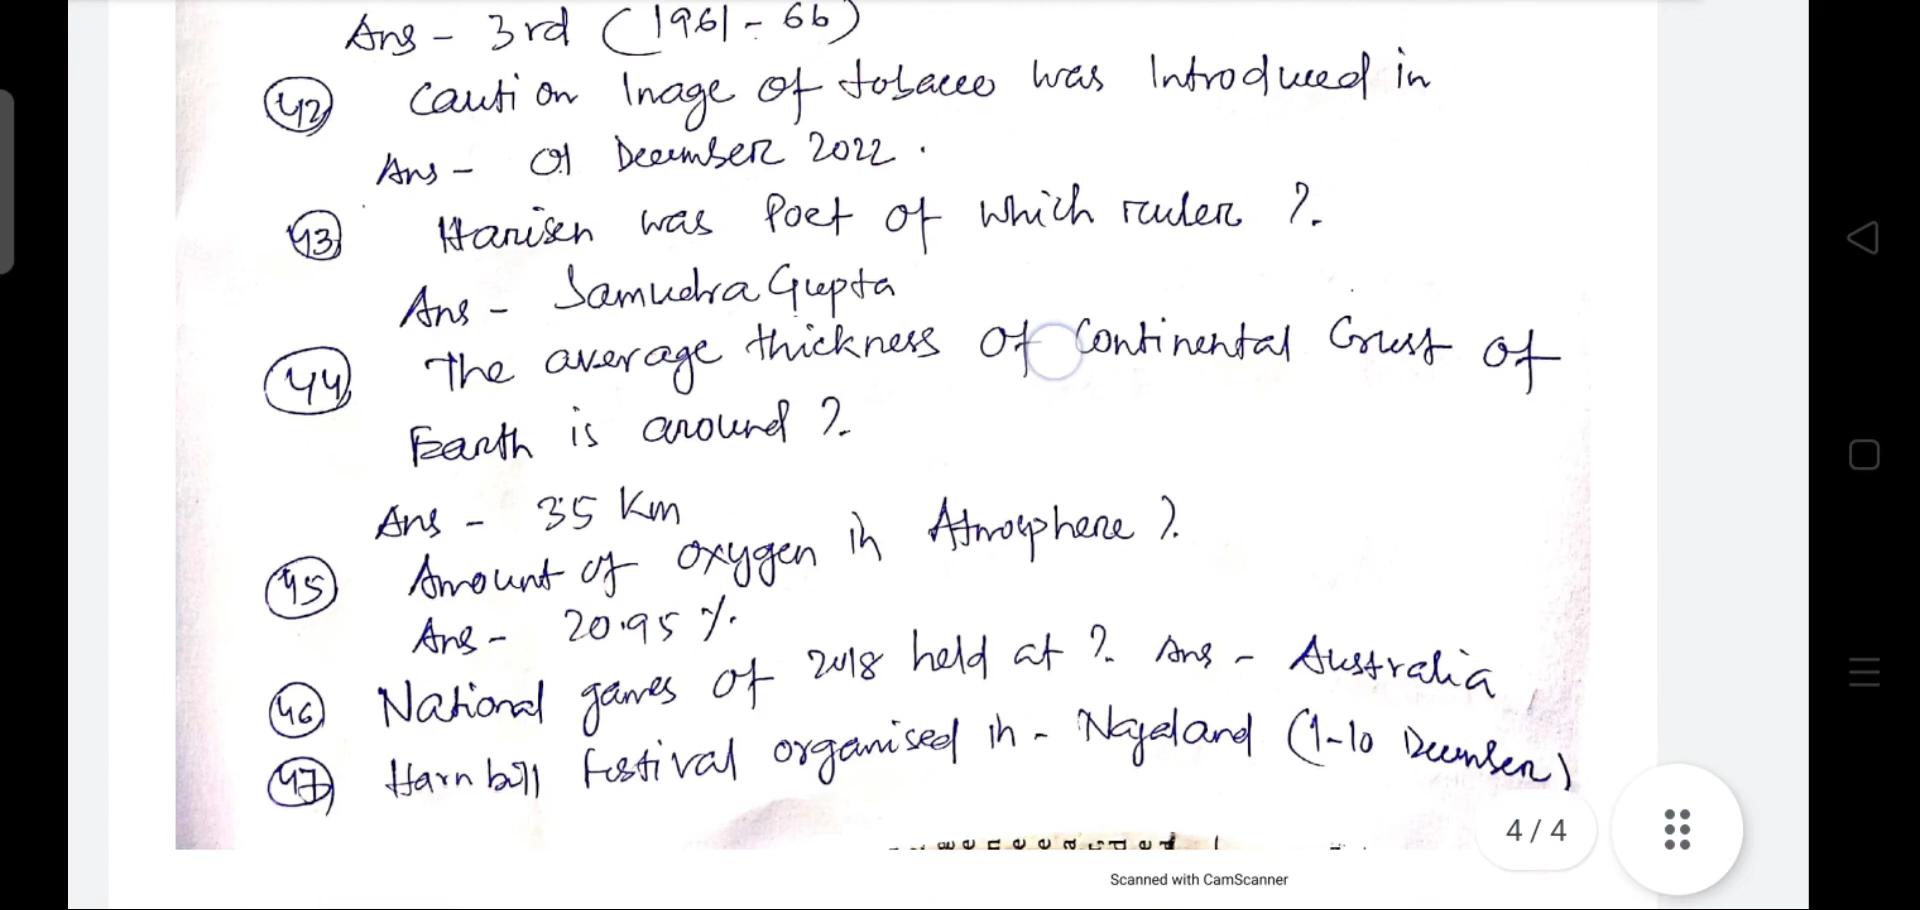 Ans - 3rd (1961-66)
42 Caution Inage of tobacco was Introduced in
Ans - 01 December 2022.
43 Harisen was Poet of which ruler ?
Ans - Samudra Gupta
44 The average thickness of Continental Crust of
Earth is around ?
Ans - 35 Km
45 Amount of oxygen in Atmosphere ?
Ans - 20.95 %
46 National games of 2018 held at ? Ans - Australia
47 Harnbill festival organised in - Nagaland (1-10 December)
4 / 4
Scanned with CamScanner